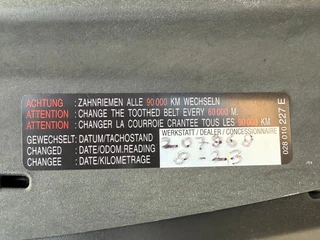 ACHTUNG : ZAHNRIEMEN ALLE 90 000 KM WECHSELN
ATTENTION : CHANGE THE TOOTHED BELT EVERY 60 000 M.
ATTENTION : CHANGER LA COURROIE CRANTEE TOUS LES 90 000 KM
WERKSTATT / DEALER / CONCESSIONNAIRE
GEWECHSELT : DATUM/TACHOSTAND
CHANGED : DATE/ODOM.READING
CHANGEE : DATE/KILOMETRAGE
8-23
028 010 227 E